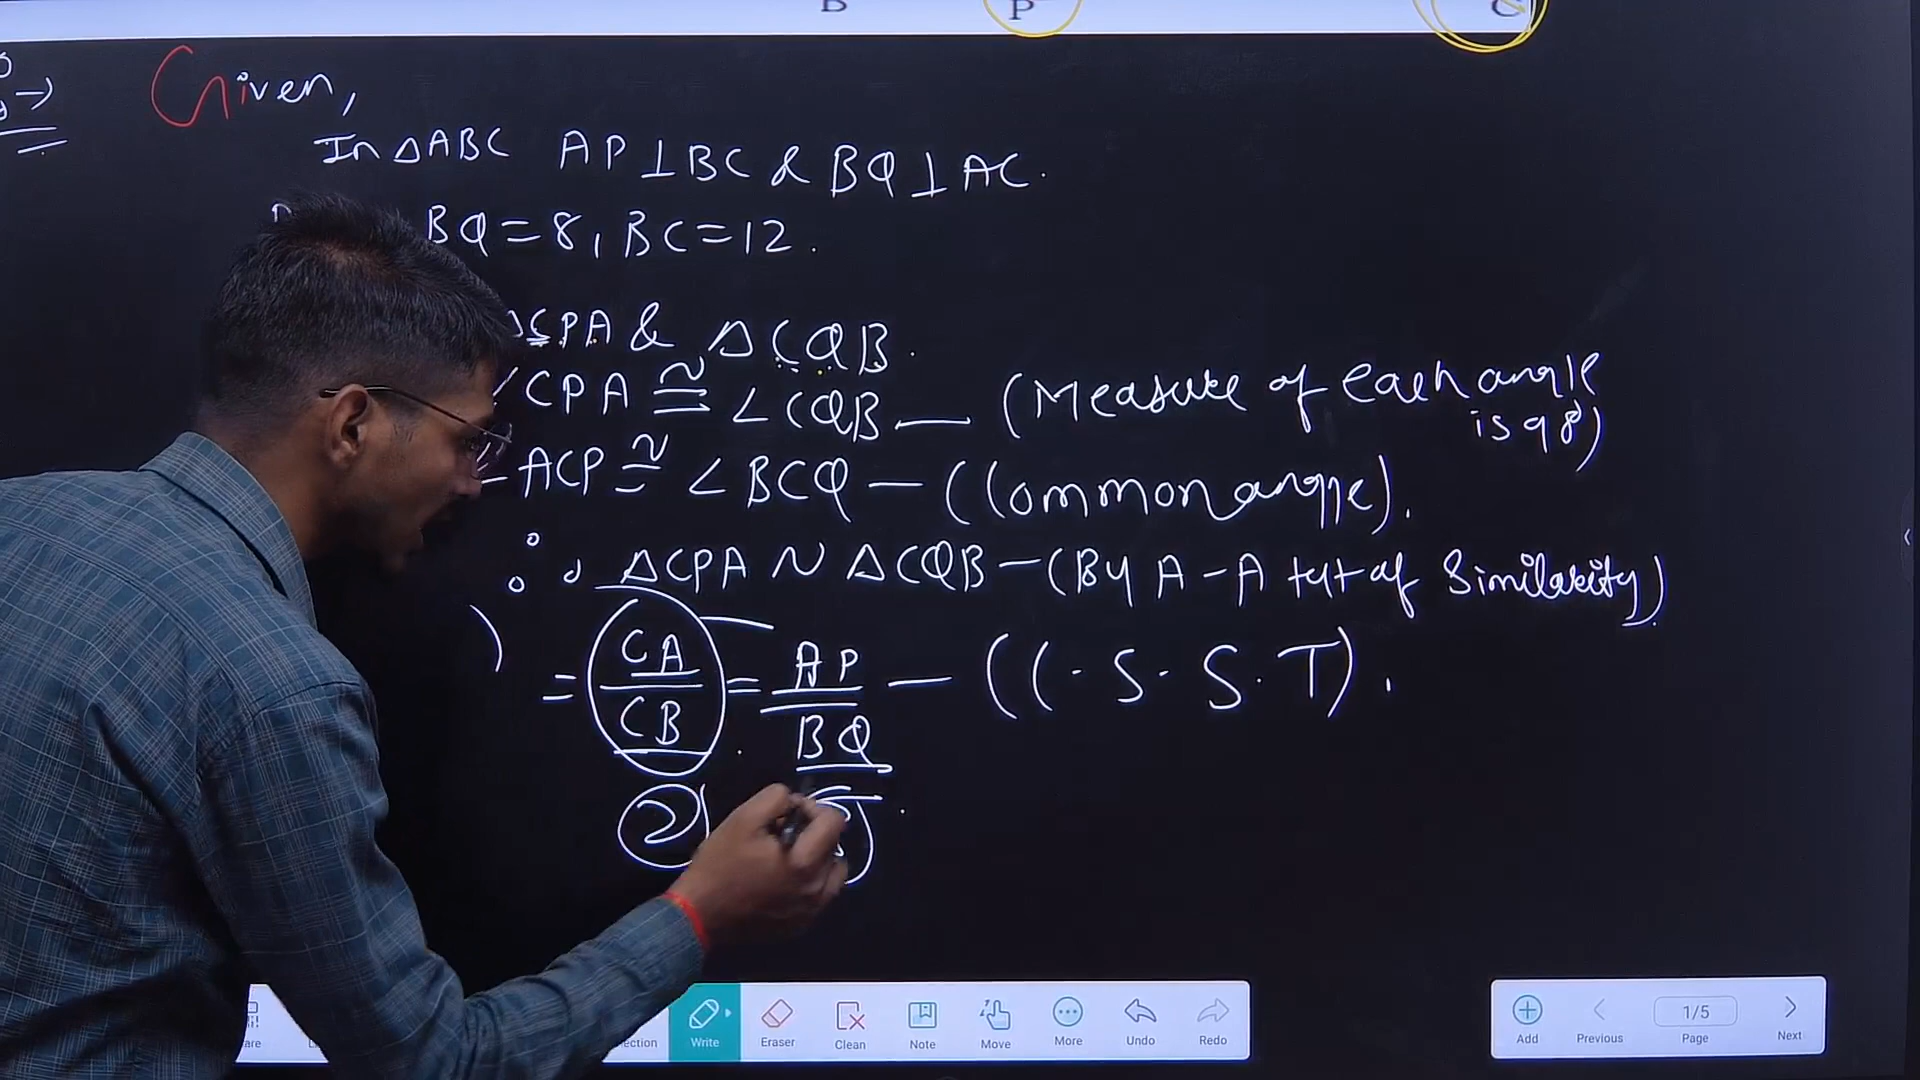 B P C
Given,
In △ABC AP⊥BC & BQ⊥AC.
BQ=8, BC=12.
△CPA & △CQB.
∠CPA ≅ ∠CQB — (Measure of each angle
is 90°)
∠ACP ≅ ∠BCQ — (Common angle).
∴ △CPA ~ △CQB — (By A-A test of Similarity)
= CA/CB = AP/BQ — (C.S.S.T).
2
Write Eraser Clean Note Move More Undo Redo
Add Previous 1/5 Page Next